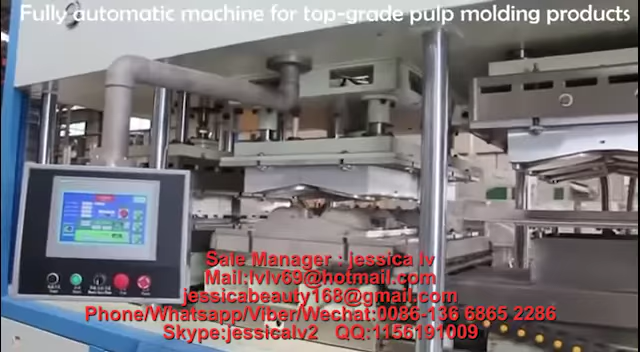 Fully automatic machine for top-grade pulp molding products
Sale Manager : jessica lv
Mail:lvlv69@hotmail.com
jessicabeauty168@gmail.com
Phone/Whatsapp/Viber/Wechat:0086-136 6865 2286
Skype:jessicalv2 QQ:1156191009